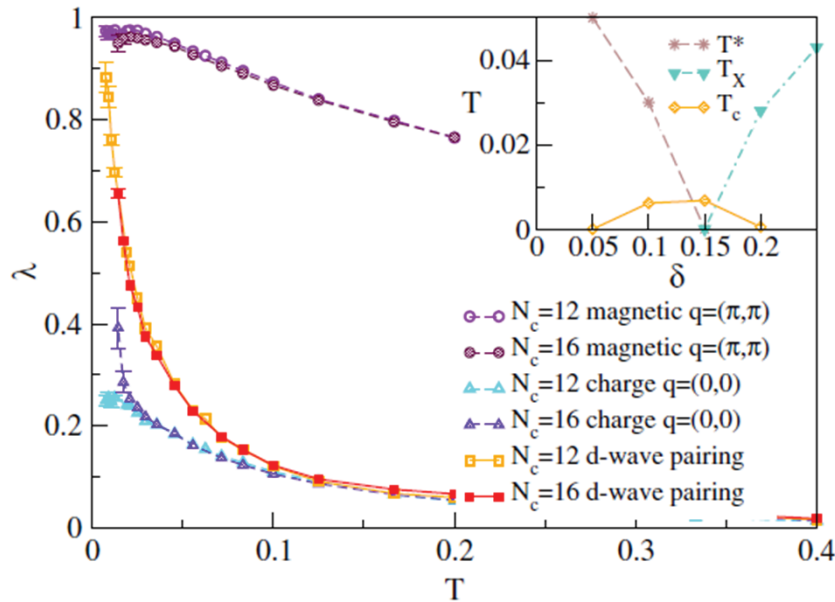 1
0.8
0.6
0.4
0.2
0
λ
0
0.1
0.2
0.3
0.4
T
0.04
0.02
0
T
0
0.05
0.1
0.15
0.2
δ
T*
T_X
T_c
N_c=12 magnetic q=(π,π)
N_c=16 magnetic q=(π,π)
N_c=12 charge q=(0,0)
N_c=16 charge q=(0,0)
N_c=12 d-wave pairing
N_c=16 d-wave pairing